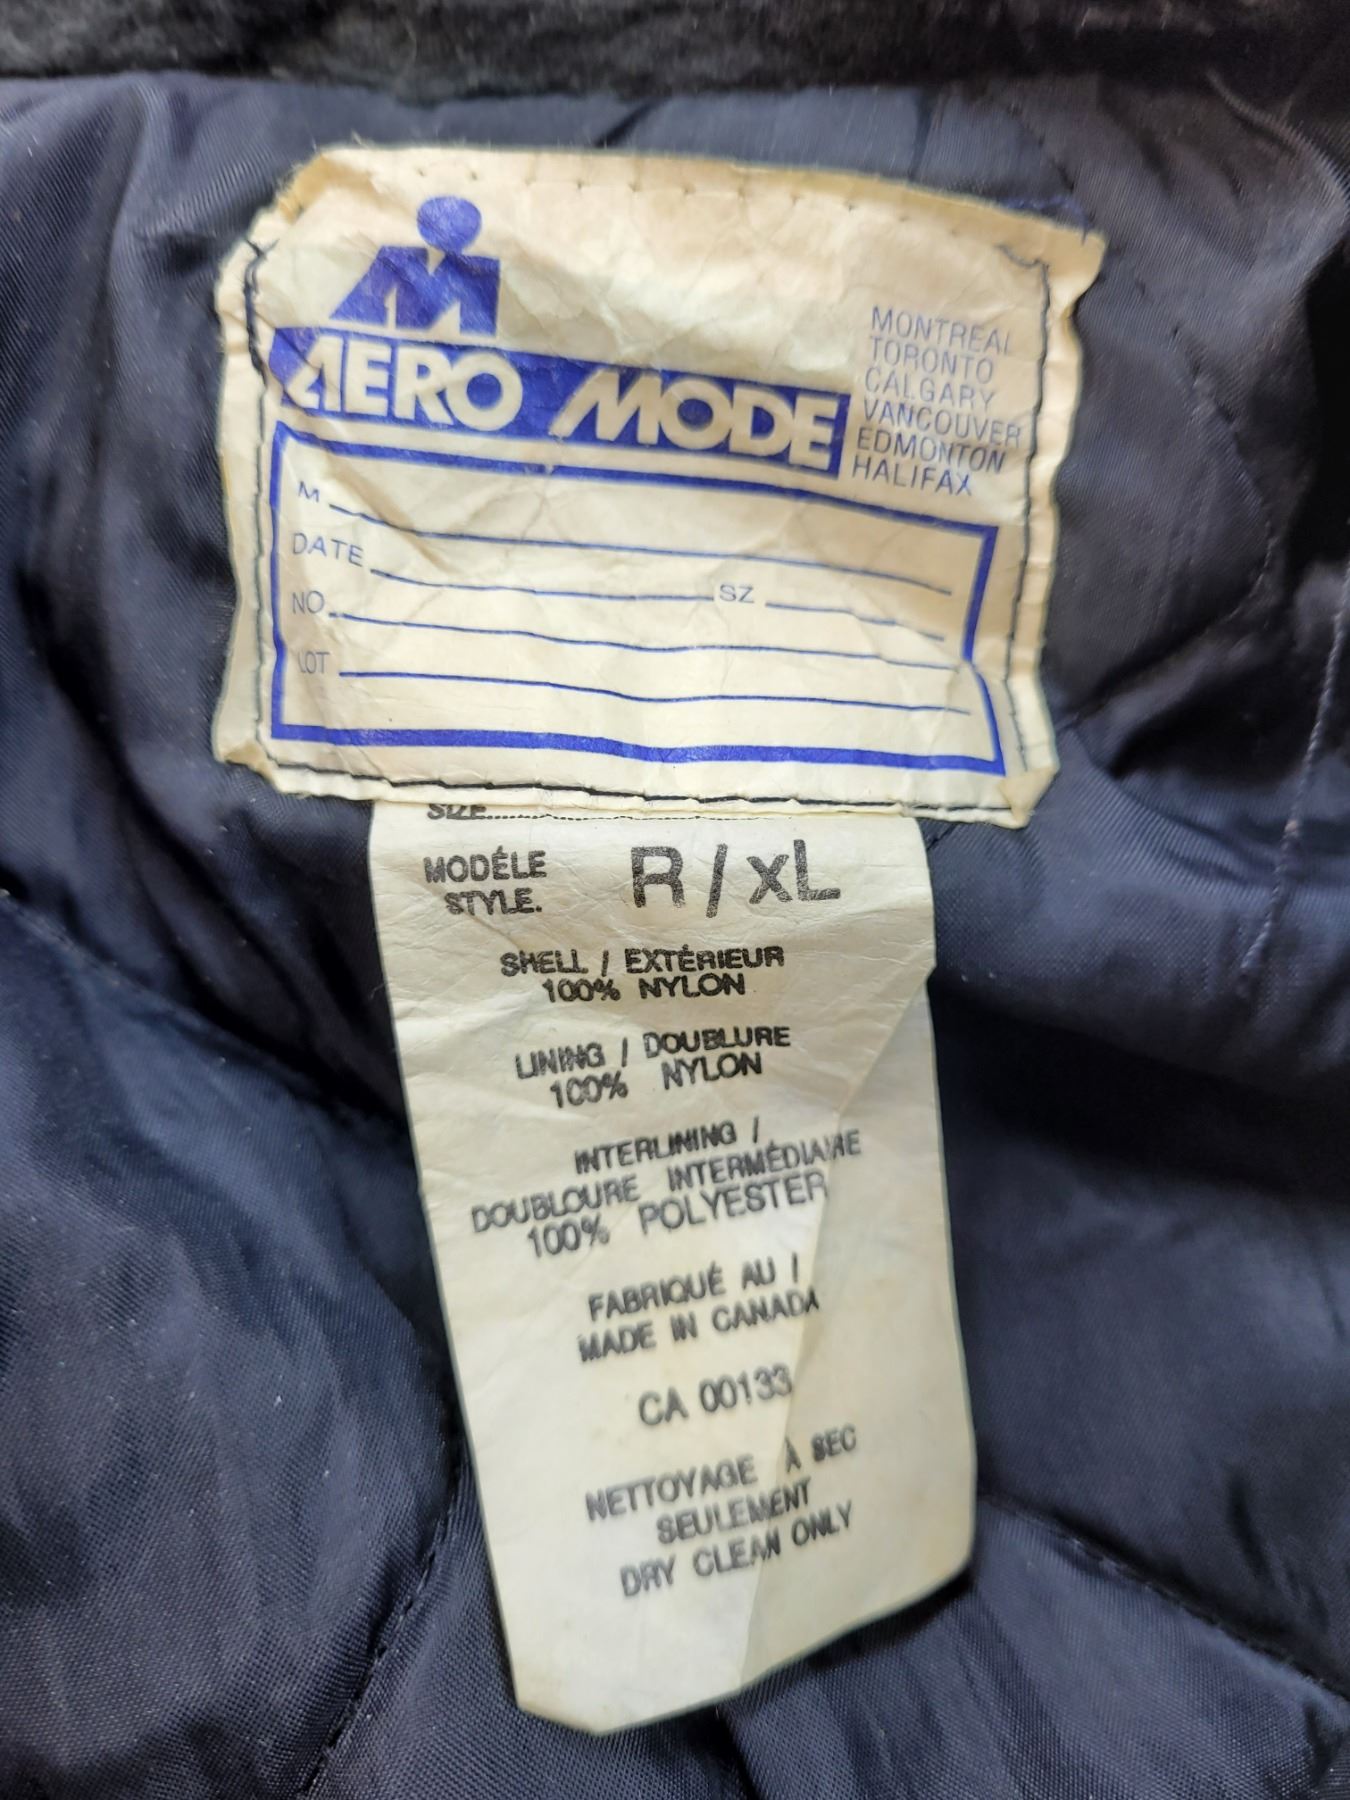 AERO MODE
MONTREAL
TORONTO
CALGARY
VANCOUVER
EDMONTON
HALIFAX
M
DATE SZ
NO.
LOT
SIZE
MODÉLE
STYLE. R / XL
SHELL / EXTÉRIEUR
100% NYLON
LINING / DOUBLURE
100% NYLON
INTERLINING /
DOUBLOURE INTERMÉDIAIRE
100% POLYESTER
FABRIQUÉ AU /
MADE IN CANADA
CA 00133
NETTOYAGE À SEC
SEULEMENT
DRY CLEAN ONLY